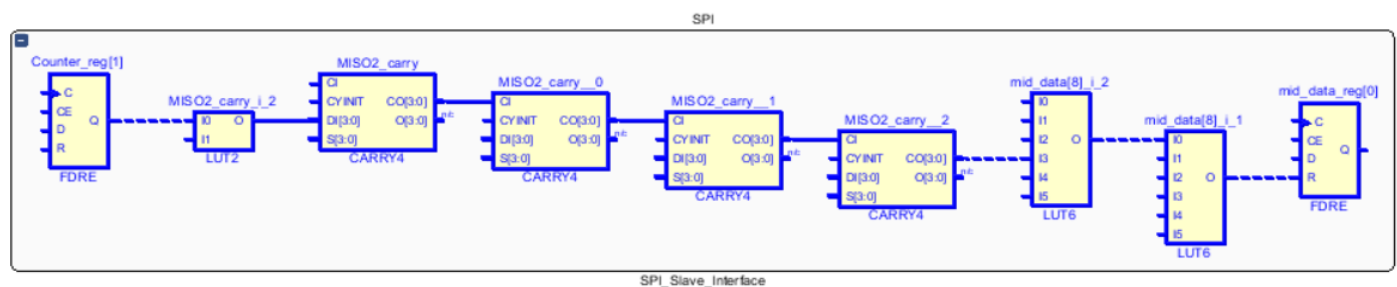 SPI
Counter_reg[1]
C
CE
D
R
Q
FDRE
MISO2_carry_i_2
I0
I1
O
LUT2
MISO2_carry
CI
CYINIT
DI[3:0]
S[3:0]
CO[3:0]
O[3:0]
n/c
CARRY4
MISO2_carry__0
CI
CYINIT
DI[3:0]
S[3:0]
CO[3:0]
O[3:0]
n/c
CARRY4
MISO2_carry__1
CI
CYINIT
DI[3:0]
S[3:0]
CO[3:0]
O[3:0]
n/c
CARRY4
MISO2_carry__2
CI
CYINIT
DI[3:0]
S[3:0]
CO[3:0]
O[3:0]
n/c
CARRY4
mid_data[8]_i_2
I0
I1
I2
I3
I4
I5
O
LUT6
mid_data[8]_i_1
I0
I1
I2
I3
I4
I5
O
LUT6
mid_data_reg[0]
C
CE
D
R
Q
FDRE
SPI_Slave_Interface